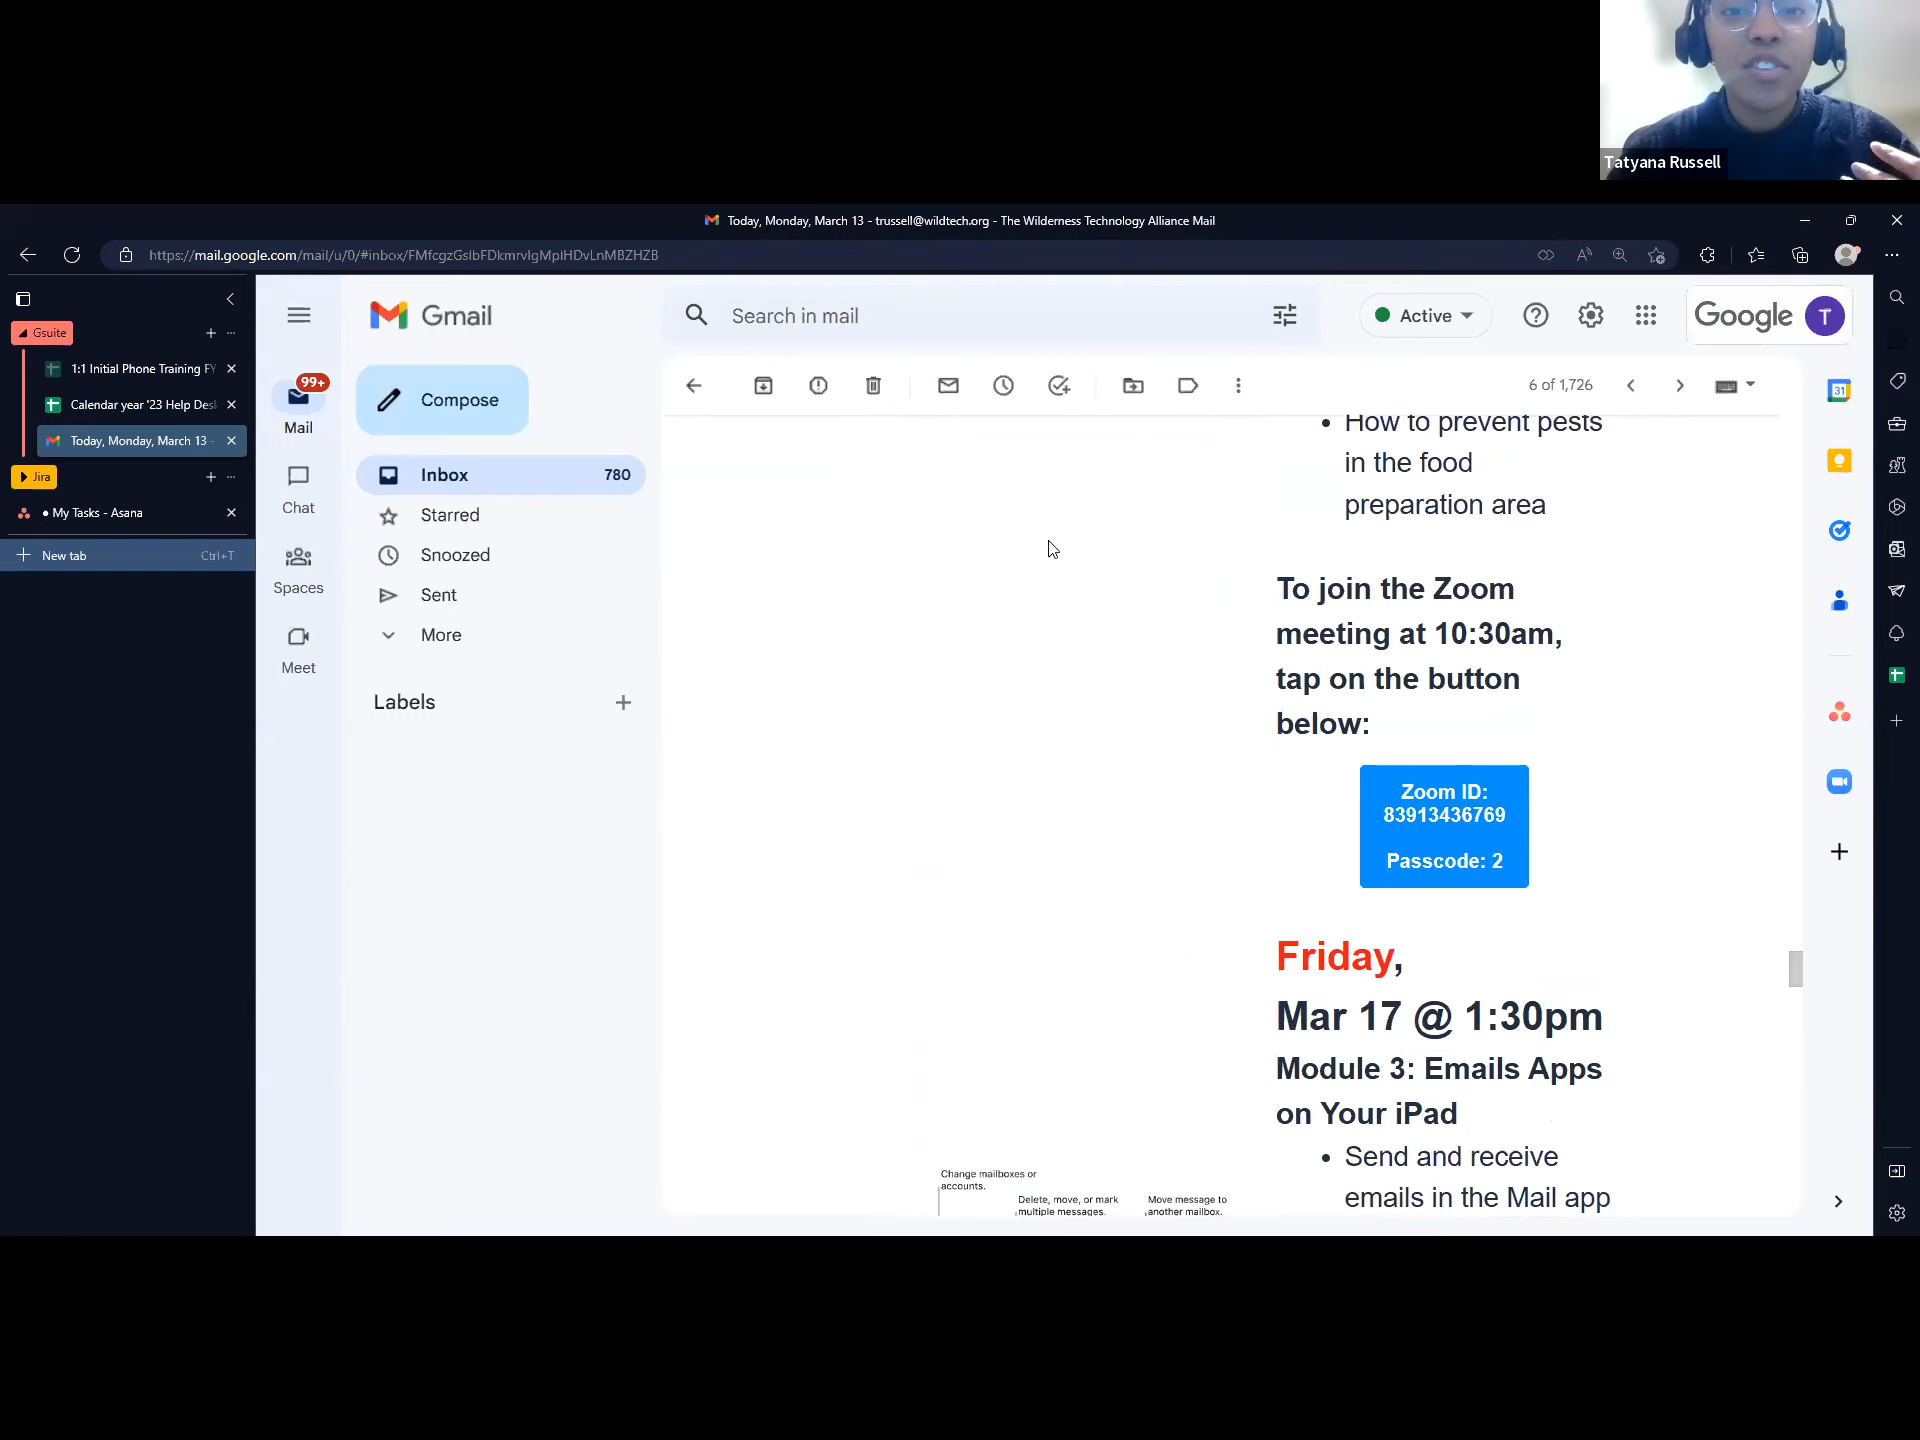 Tatyana Russell
Today, Monday, March 13 - trussell@wildtech.org - The Wilderness Technology Alliance Mail
https://mail.google.com/mail/u/0/#inbox/FMfcgzGslbFDkmrvlgMplHDvLnMBZHZB
Gsuite
1:1 Initial Phone Training FY
Calendar year '23 Help Desk
Today, Monday, March 13 -
Jira
My Tasks - Asana
New tab Ctrl+T
99+
Mail
Chat
Spaces
Meet
Gmail
Search in mail
Active
Google T
Compose
Inbox 780
Starred
Snoozed
Sent
More
Labels
6 of 1,726
31
• How to prevent pests
in the food
preparation area
To join the Zoom
meeting at 10:30am,
tap on the button
below:
Zoom ID:
83913436769
Passcode: 2
Friday,
Mar 17 @ 1:30pm
Module 3: Emails Apps
on Your iPad
• Send and receive
emails in the Mail app
Change mailboxes or
accounts.
Delete, move, or mark
multiple messages.
Move message to
another mailbox.